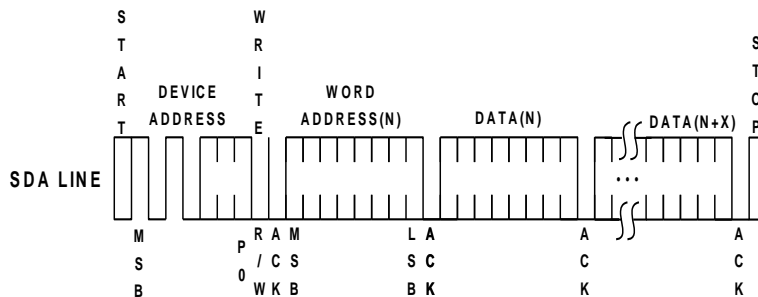 START
WRITE
STOP
DEVICE
ADDRESS
WORD
ADDRESS(N)
DATA(N)
DATA(N+X)
SDA LINE
...
MSB
P0
R/W
ACK
MSB
LSB
ACK
ACK
ACK